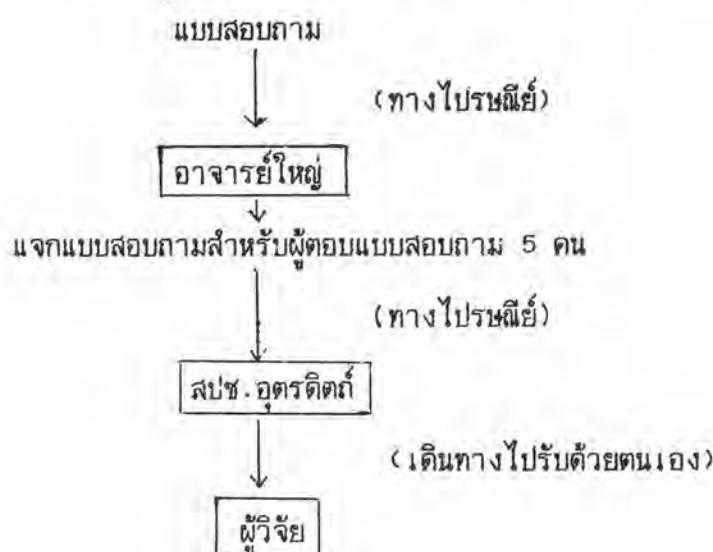 แบบสอบถาม
(ทางไปรษณีย์)
อาจารย์ใหญ่
แจกแบบสอบถามสำหรับผู้ตอบแบบสอบถาม 5 คน
(ทางไปรษณีย์)
สปช.อุตรดิตถ์
(เดินทางไปรับด้วยตนเอง)
ผู้วิจัย